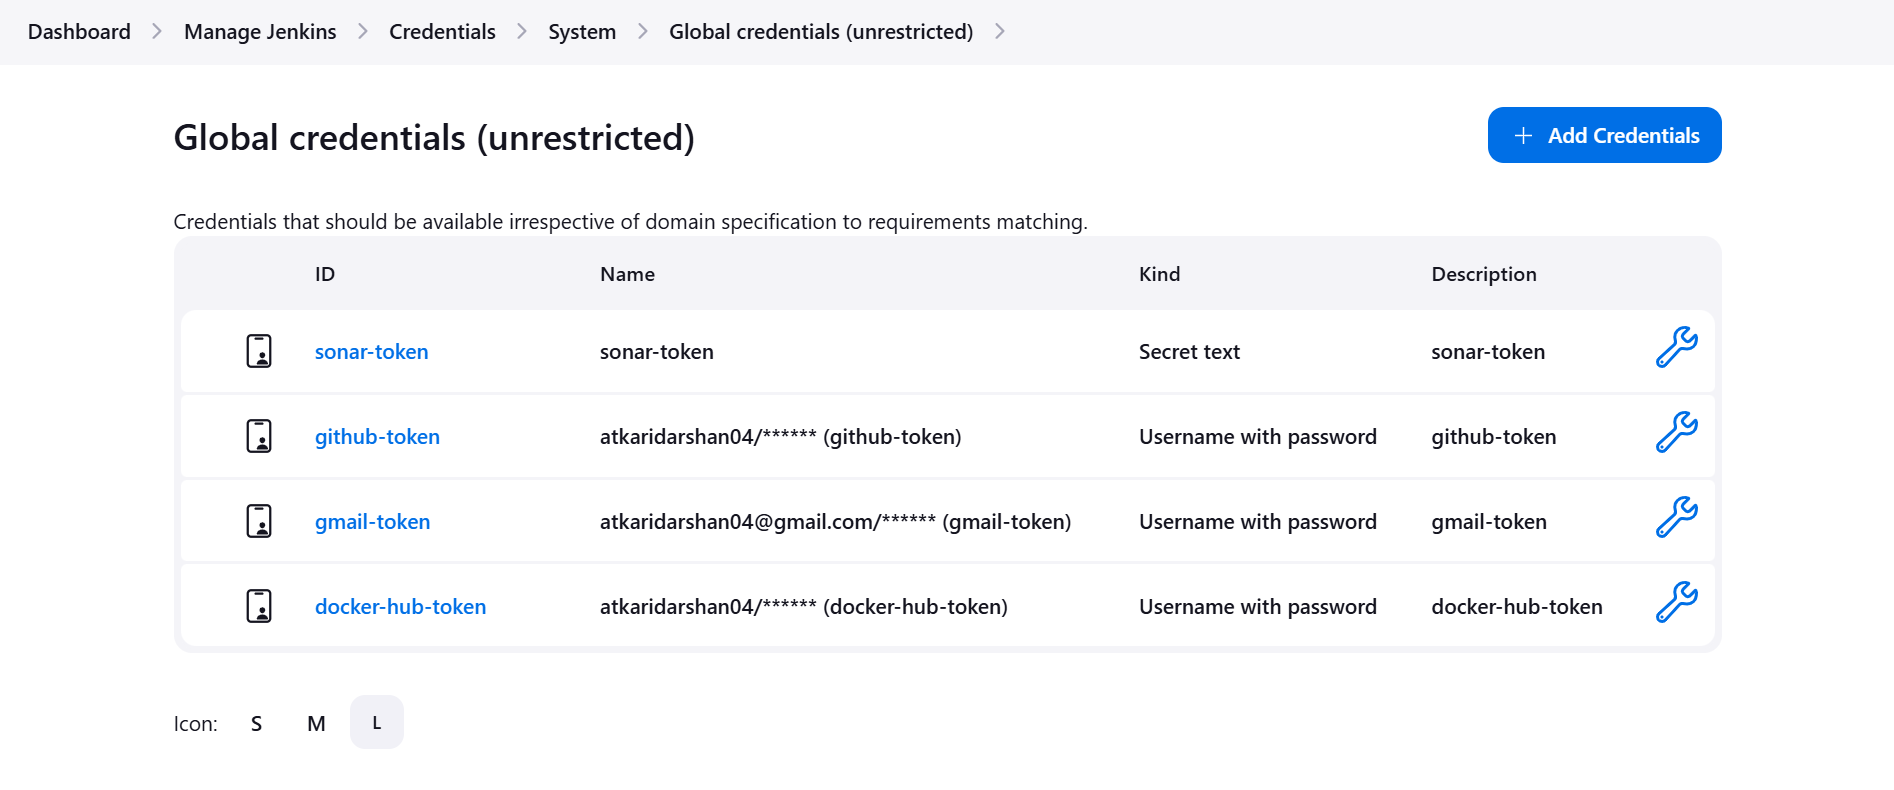 Dashboard > Manage Jenkins > Credentials > System > Global credentials (unrestricted) >
Global credentials (unrestricted)
+ Add Credentials
Credentials that should be available irrespective of domain specification to requirements matching.
ID Name Kind Description
sonar-token sonar-token Secret text sonar-token
github-token atkaridarshan04/****** (github-token) Username with password github-token
gmail-token atkaridarshan04@gmail.com/****** (gmail-token) Username with password gmail-token
docker-hub-token atkaridarshan04/****** (docker-hub-token) Username with password docker-hub-token
Icon: S M L